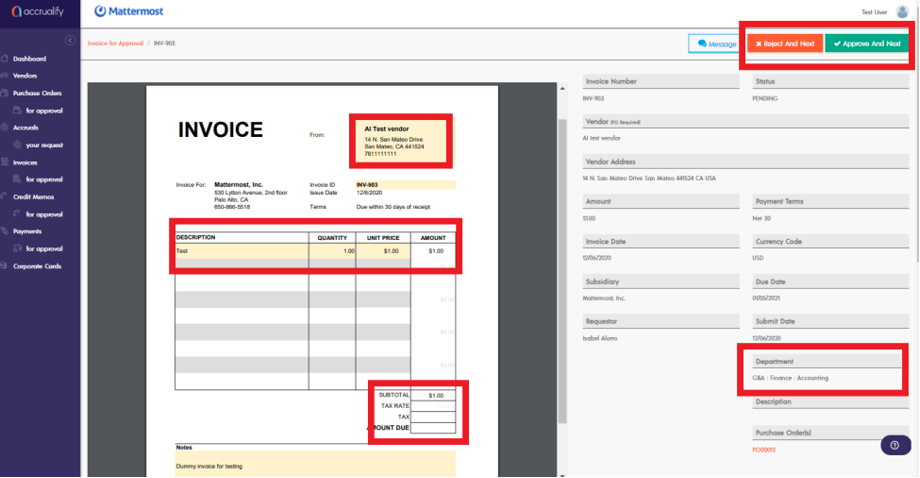 accrualify
Mattermost
Test User
Dashboard
Vendors
Purchase Orders
for approval
Accruals
your request
Invoices
for approval
Credit Memos
for approval
Payments
for approval
Corporate Cards
Invoice for Approval / INV-903
Message
Reject And Next
Approve And Next
INVOICE
From:
AI Test vendor
14 N. San Mateo Drive
San Mateo, CA 441524
7811111111
Invoice For: Mattermost, Inc.
530 Lytton Avenue, 2nd floor
Palo Alto, CA
650-866-5518
Invoice ID INV-903
Issue Date 12/6/2020
Terms Due within 30 days of receipt
DESCRIPTION QUANTITY UNIT PRICE AMOUNT
Test 1.00 $1.00 $1.00
$0.00
$0.00
$0.00
SUBTOTAL $1.00
TAX RATE
TAX
AMOUNT DUE
Notes
Dummy invoice for testing
Invoice Number
INV-903
Status
PENDING
Vendor (PO Required)
AI test vendor
Vendor Address
14 N. San Mateo Drive San Mateo 441524 CA USA
Amount
$1.00
Payment Terms
Net 30
Invoice Date
12/06/2020
Currency Code
USD
Subsidiary
Mattermost, Inc.
Due Date
01/05/2021
Requestor
Submit Date
12/06/2020
Department
G&A : Finance : Accounting
Description
Purchase Order(s)
PO00013